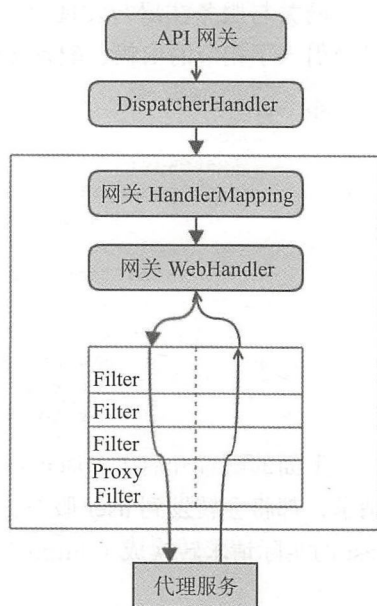 API 网关
DispatcherHandler
网关 HandlerMapping
网关 WebHandler
Filter
Filter
Filter
Proxy
Filter
代理服务